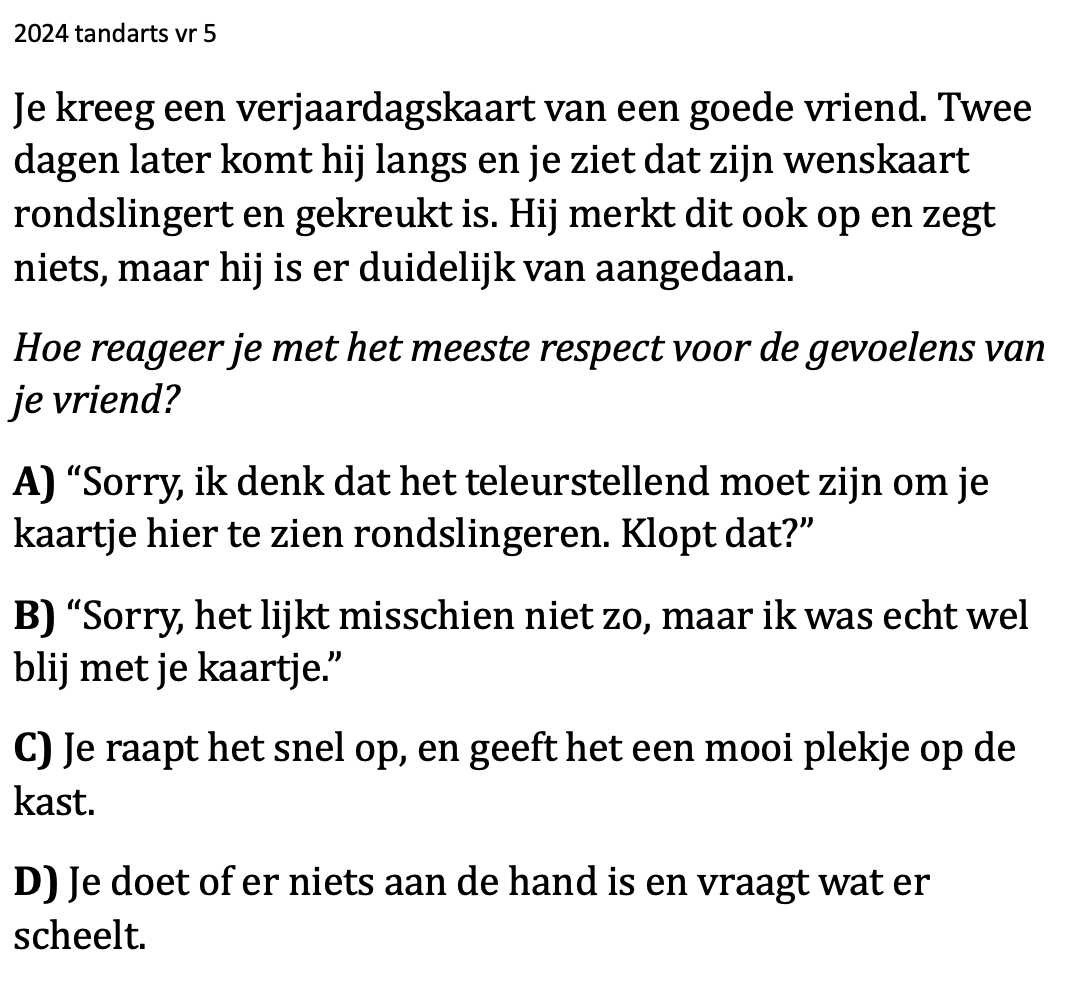 2024 tandarts vr 5
Je kreeg een verjaardagskaart van een goede vriend. Twee
dagen later komt hij langs en je ziet dat zijn wenskaart
rondslingert en gekreukt is. Hij merkt dit ook op en zegt
niets, maar hij is er duidelijk van aangedaan.
Hoe reageer je met het meeste respect voor de gevoelens van
je vriend?
A) “Sorry, ik denk dat het teleurstellend moet zijn om je
kaartje hier te zien rondslingeren. Klopt dat?”
B) “Sorry, het lijkt misschien niet zo, maar ik was echt wel
blij met je kaartje.”
C) Je raapt het snel op, en geeft het een mooi plekje op de
kast.
D) Je doet of er niets aan de hand is en vraagt wat er
scheelt.